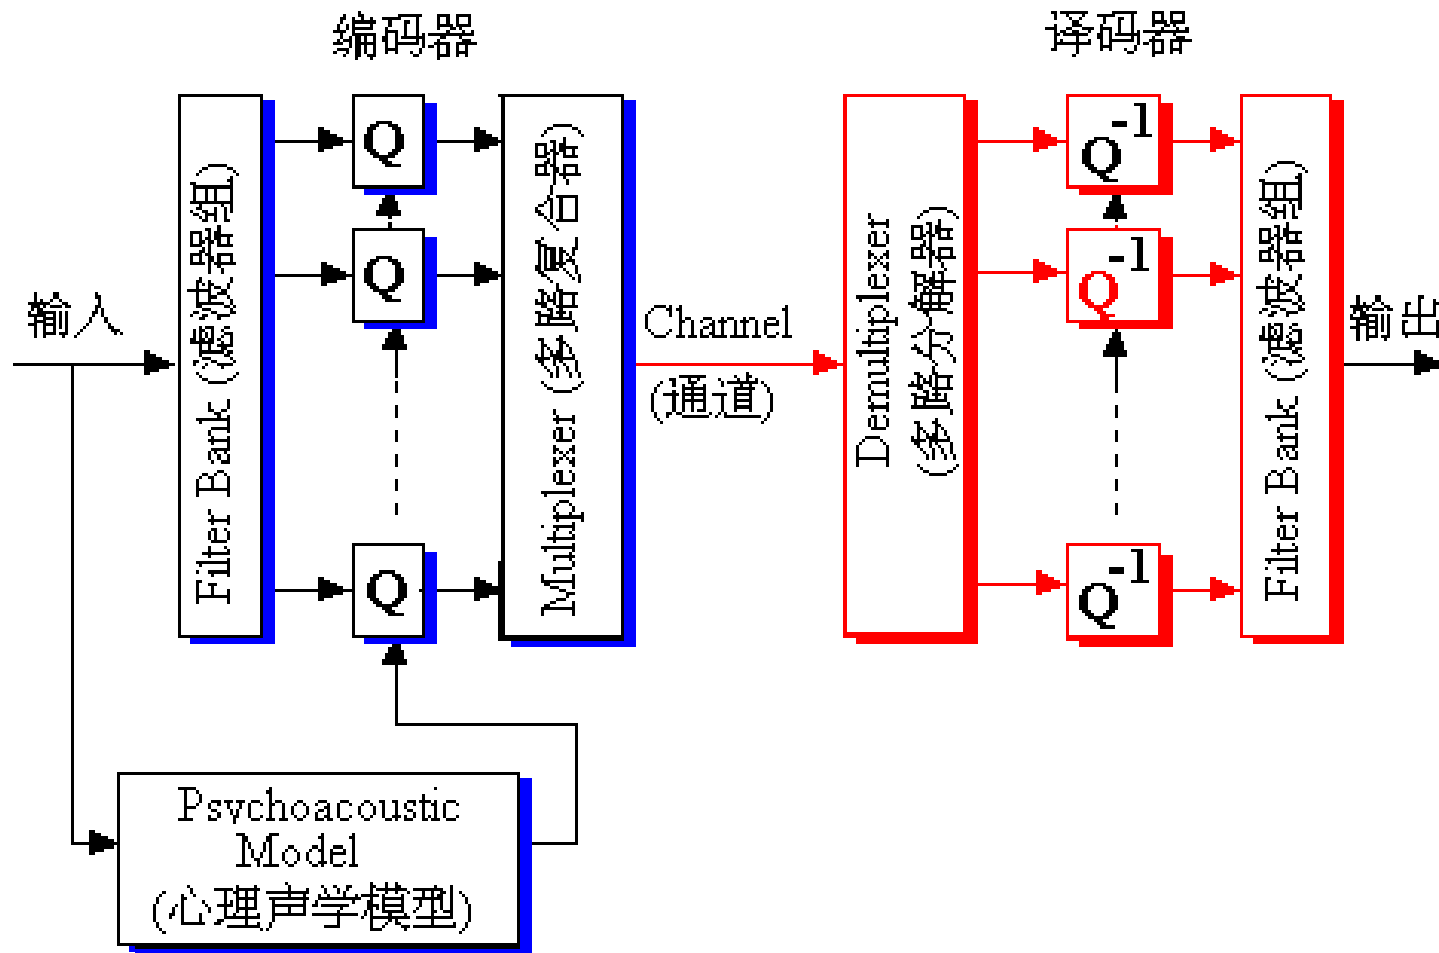 编码器
译码器
输入
Filter Bank (滤波器组)
Q
Q
Q
Multiplexer (多路复合器)
Channel
(通道)
Demultiplexer
(多路分解器)
Q-1
Q-1
Q-1
Filter Bank (滤波器组)
输出
Psychoacoustic
Model
(心理声学模型)